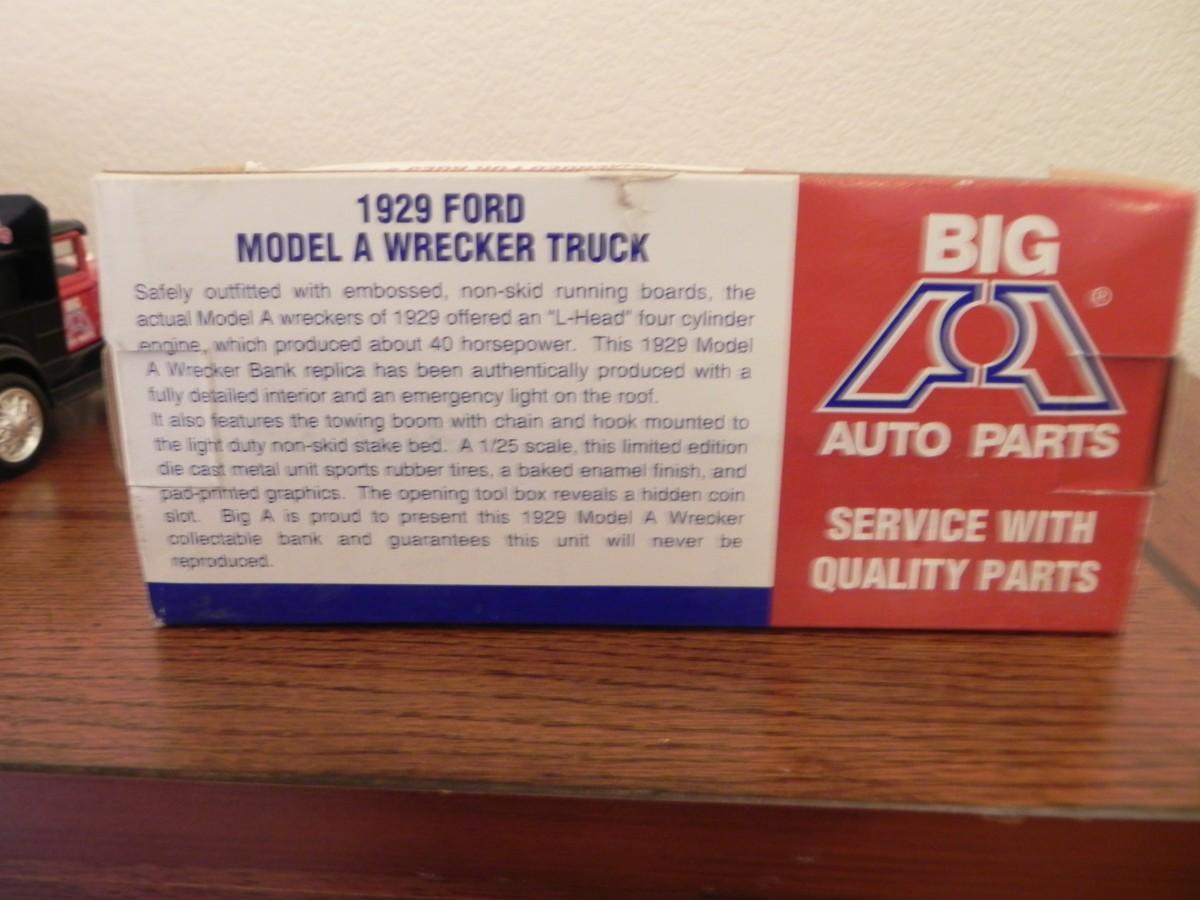 1929 FORD
MODEL A WRECKER TRUCK
Safely outfitted with embossed, non-skid running boards, the
actual Model A wreckers of 1929 offered an "L-Head" four cylinder
engine, which produced about 40 horsepower. This 1929 Model
A Wrecker Bank replica has been authentically produced with a
fully detailed interior and an emergency light on the roof.
It also features the towing boom with chain and hook mounted to
the light duty non-skid stake bed. A 1/25 scale, this limited edition
die cast metal unit sports rubber tires, a baked enamel finish, and
pad-printed graphics. The opening tool box reveals a hidden coin
slot. Big A is proud to present this 1929 Model A Wrecker
collectable bank and guarantees this unit will never be
reproduced.
BIG
A ®
AUTO PARTS
SERVICE WITH
QUALITY PARTS